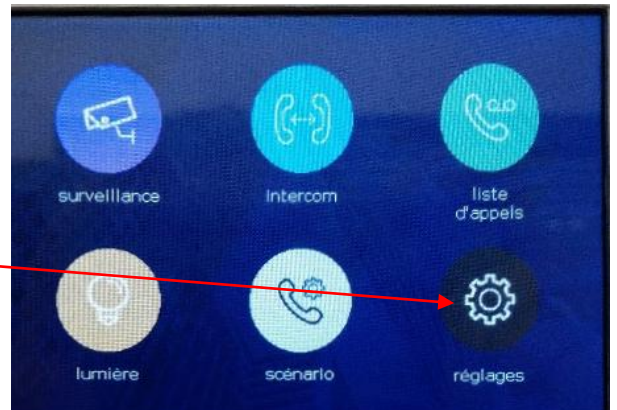 surveillance
Intercom
liste
d'appels
lumière
scénario
réglages